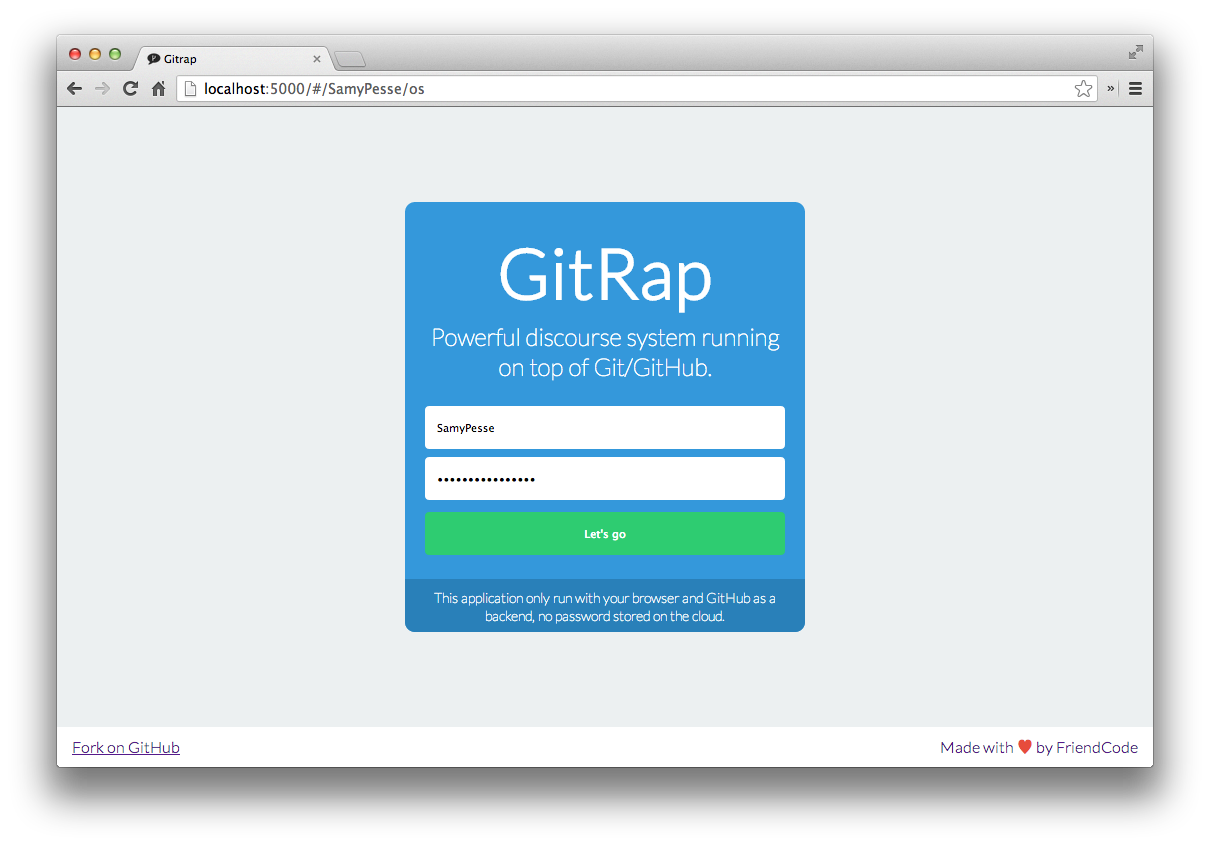 Gitrap
localhost:5000/#/SamyPesse/os
GitRap
Powerful discourse system running
on top of Git/GitHub.
SamyPesse
••••••••••••••••
Let's go
This application only run with your browser and GitHub as a
backend, no password stored on the cloud.
Fork on GitHub
Made with ♥ by FriendCode